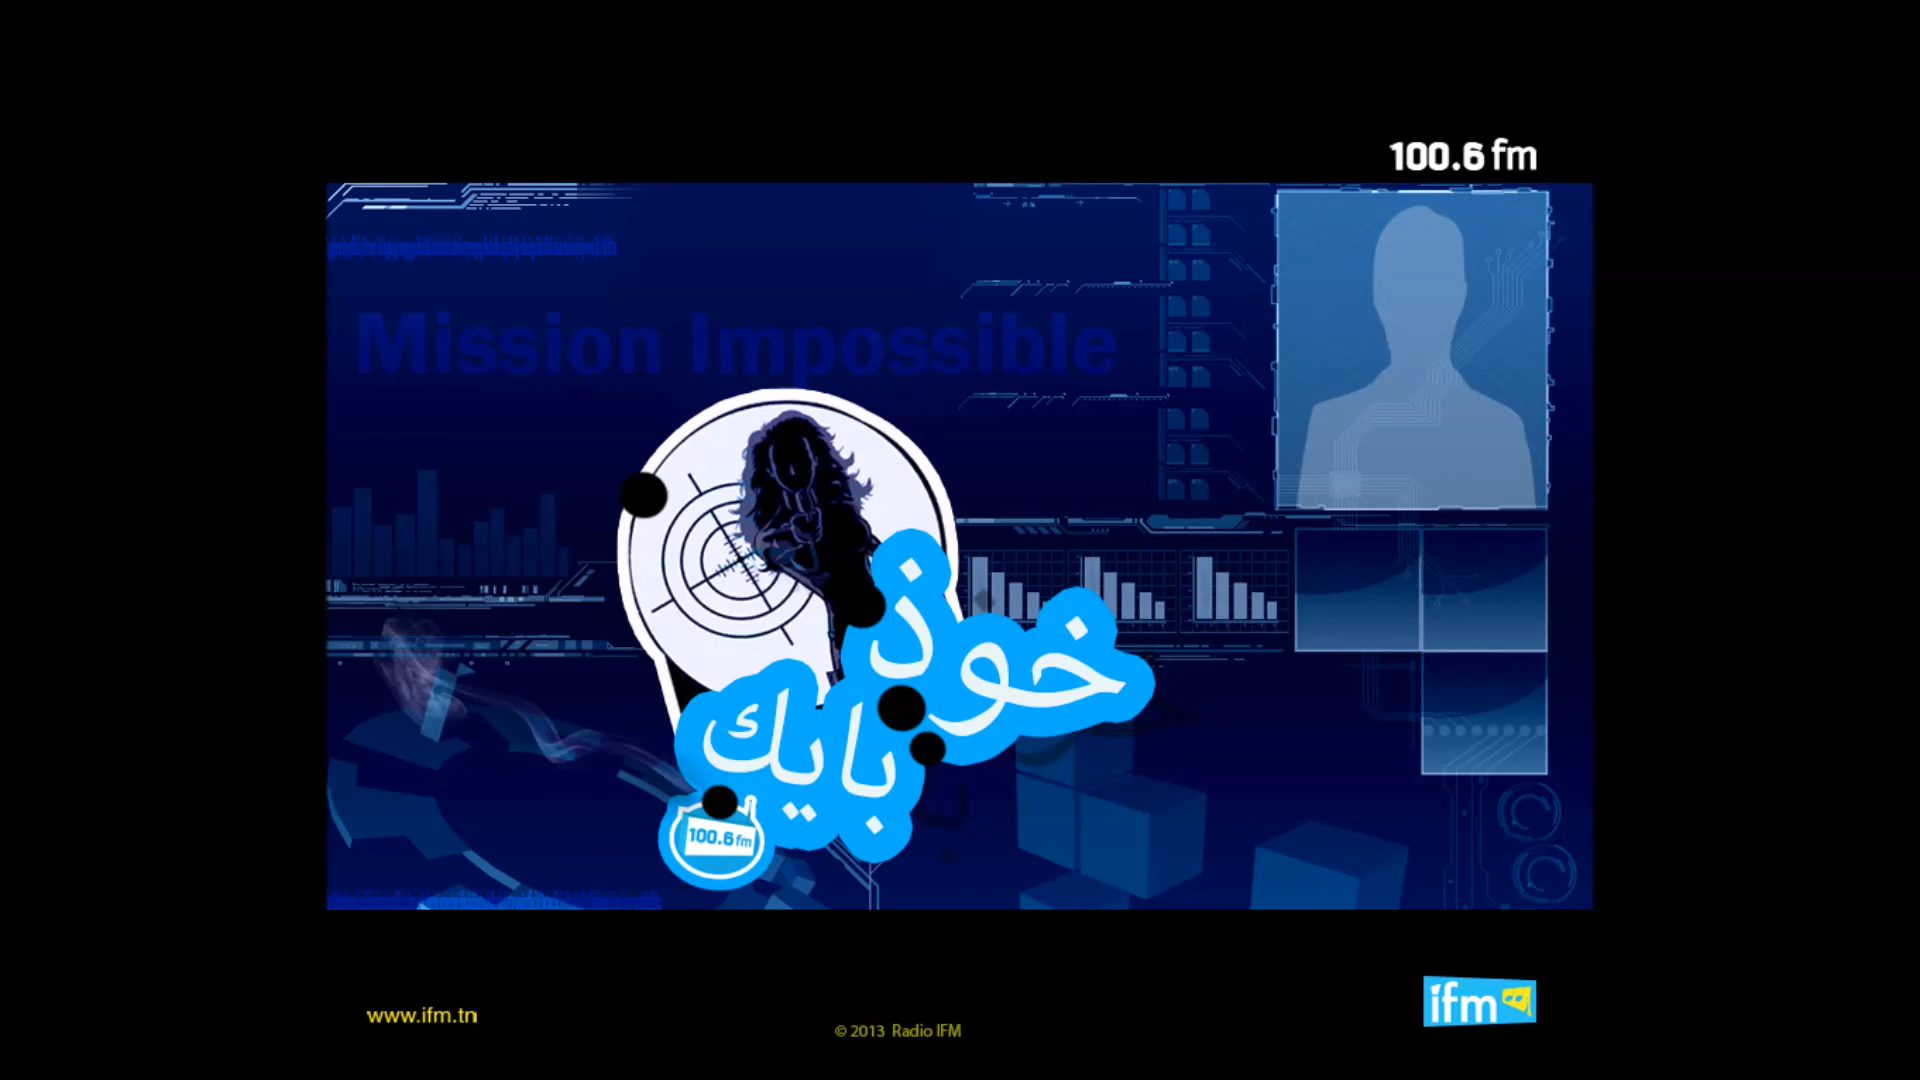 100.6 fm
Mission Impossible
خوذ
بايك
100.6 fm
www.ifm.tn
© 2013 Radio IFM
ifm